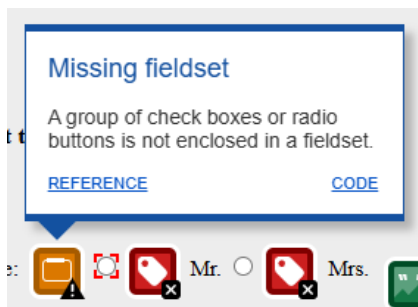 Missing fieldset
A group of check boxes or radio
buttons is not enclosed in a fieldset.
REFERENCE CODE
t t
e: Mr. Mrs.